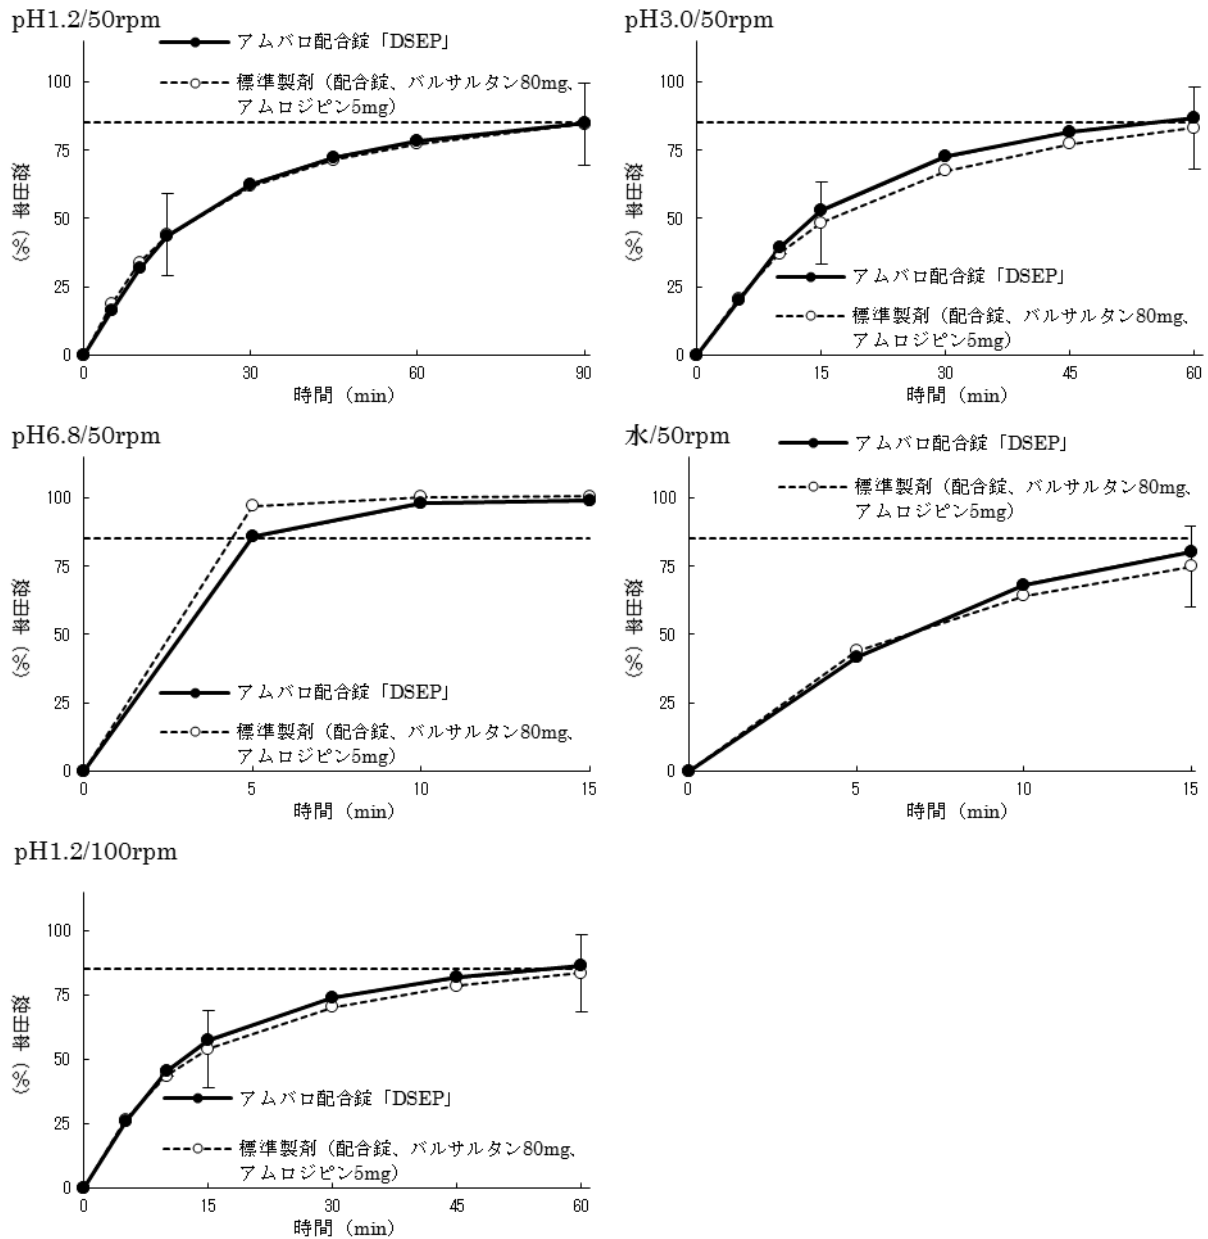 pH1.2/50rpm
アムバロ配合錠「DSEP」
標準製剤（配合錠、バルサルタン80mg、
アムロジピン5mg）
100
75
50
25
0
溶出率（%）
0 30 60 90
時間（min）
pH3.0/50rpm
100
75
50
25
0
溶出率（%）
アムバロ配合錠「DSEP」
標準製剤（配合錠、バルサルタン80mg、
アムロジピン5mg）
0 15 30 45 60
時間（min）
pH6.8/50rpm
100
75
50
25
0
溶出率（%）
アムバロ配合錠「DSEP」
標準製剤（配合錠、バルサルタン80mg、
アムロジピン5mg）
0 5 10 15
時間（min）
水/50rpm
アムバロ配合錠「DSEP」
標準製剤（配合錠、バルサルタン80mg、
アムロジピン5mg）
100
75
50
25
0
溶出率（%）
0 5 10 15
時間（min）
pH1.2/100rpm
100
75
50
25
0
溶出率（%）
アムバロ配合錠「DSEP」
標準製剤（配合錠、バルサルタン80mg、
アムロジピン5mg）
0 15 30 45 60
時間（min）